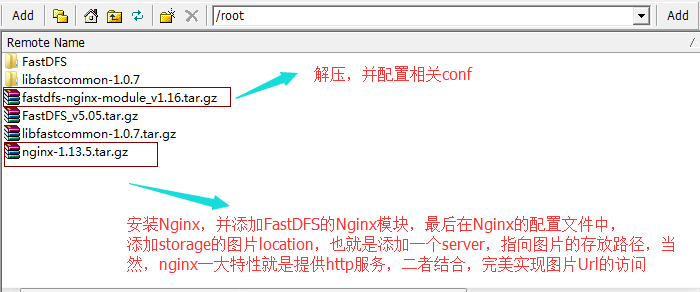 Add
/root
Add
Remote Name
/
FastDFS
libfastcommon-1.0.7
fastdfs-nginx-module_v1.16.tar.gz
解压，并配置相关conf
FastDFS_v5.05.tar.gz
libfastcommon-1.0.7.tar.gz
nginx-1.13.5.tar.gz
安装Nginx，并添加FastDFS的Nginx模块，最后在Nginx的配置文件中，
添加storage的图片location，也就是添加一个server，指向图片的存放路径，当
然，nginx一大特性就是提供http服务，二者结合，完美实现图片Url的访问